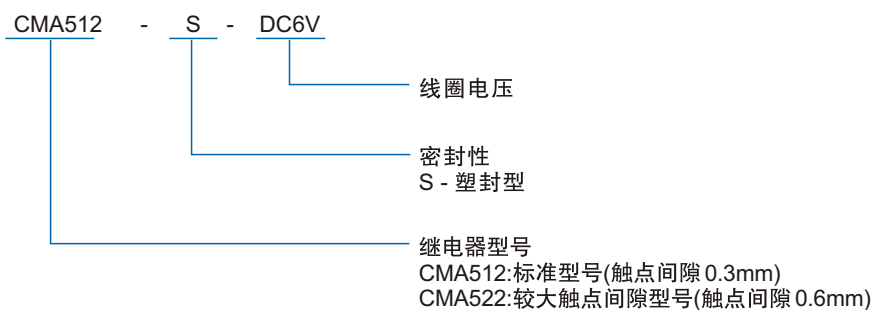 CMA512 - S - DC6V
线圈电压
密封性
S - 塑封型
继电器型号
CMA512:标准型号(触点间隙0.3mm)
CMA522:较大触点间隙型号(触点间隙0.6mm)